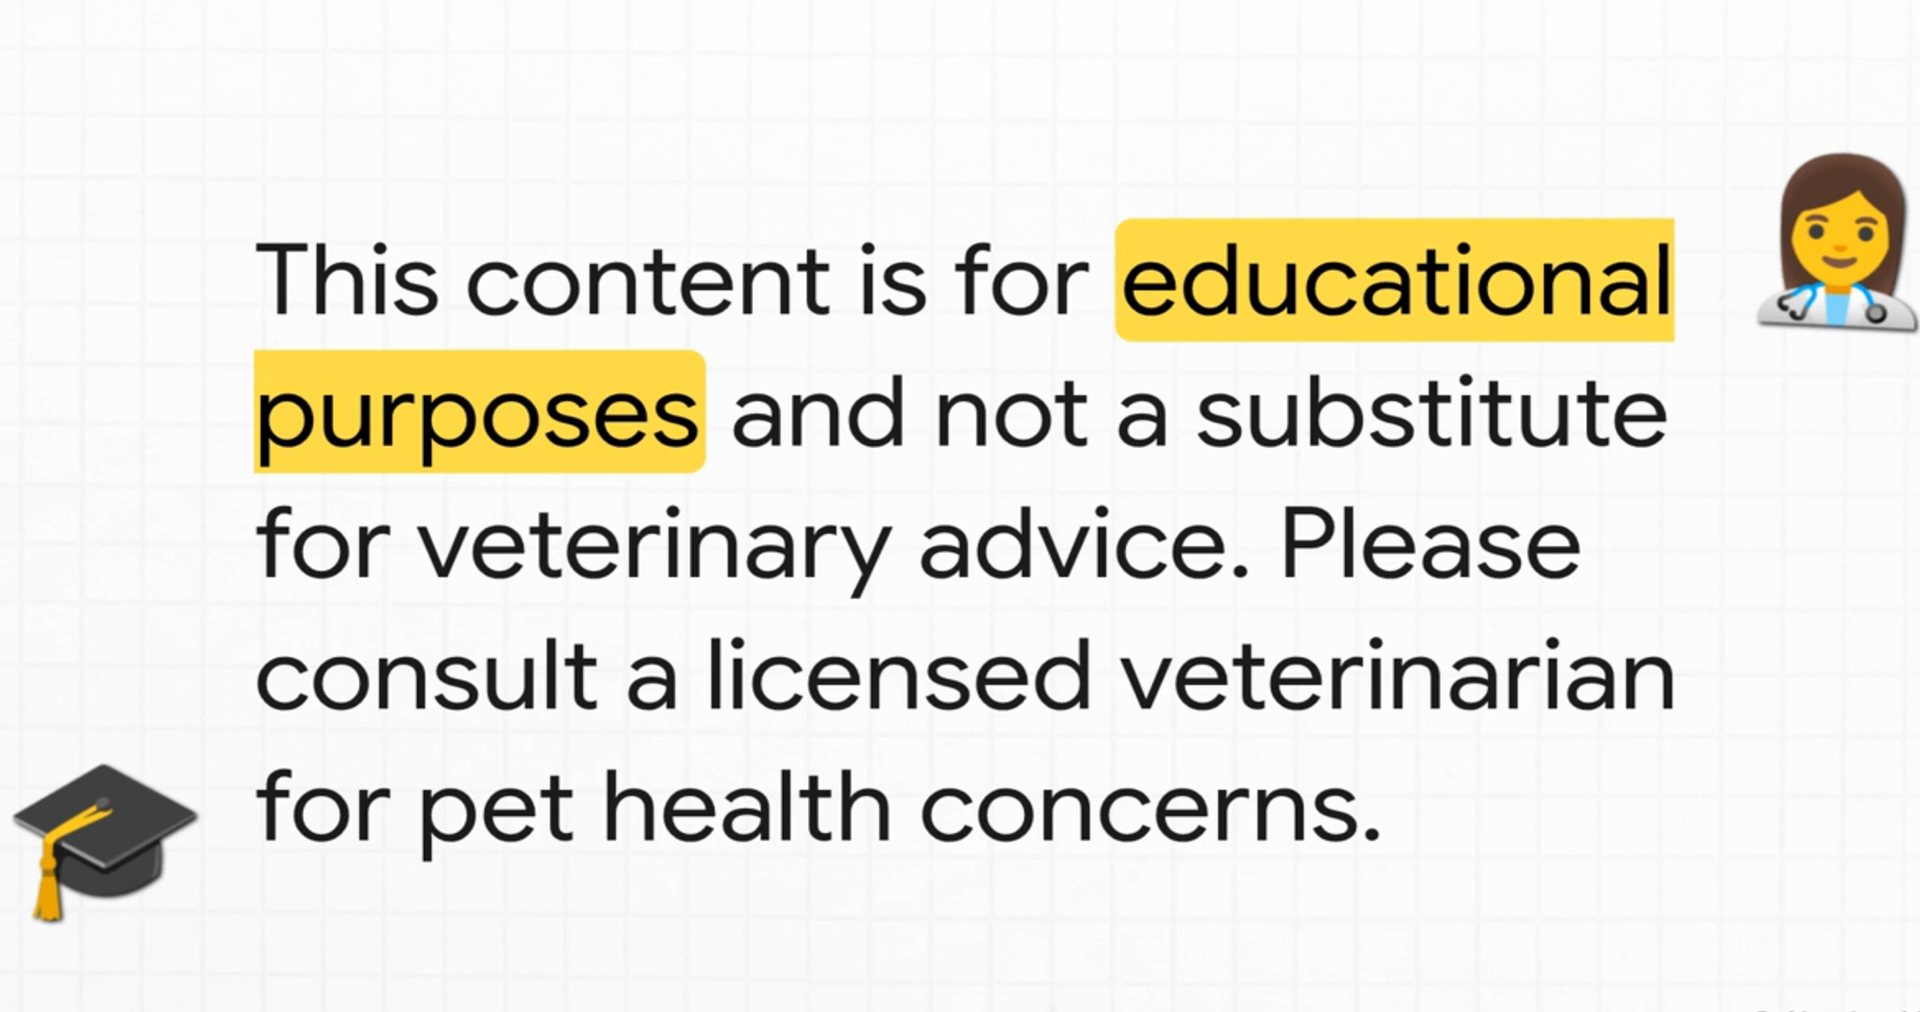 This content is for educational
purposes and not a substitute
for veterinary advice. Please
consult a licensed veterinarian
for pet health concerns.